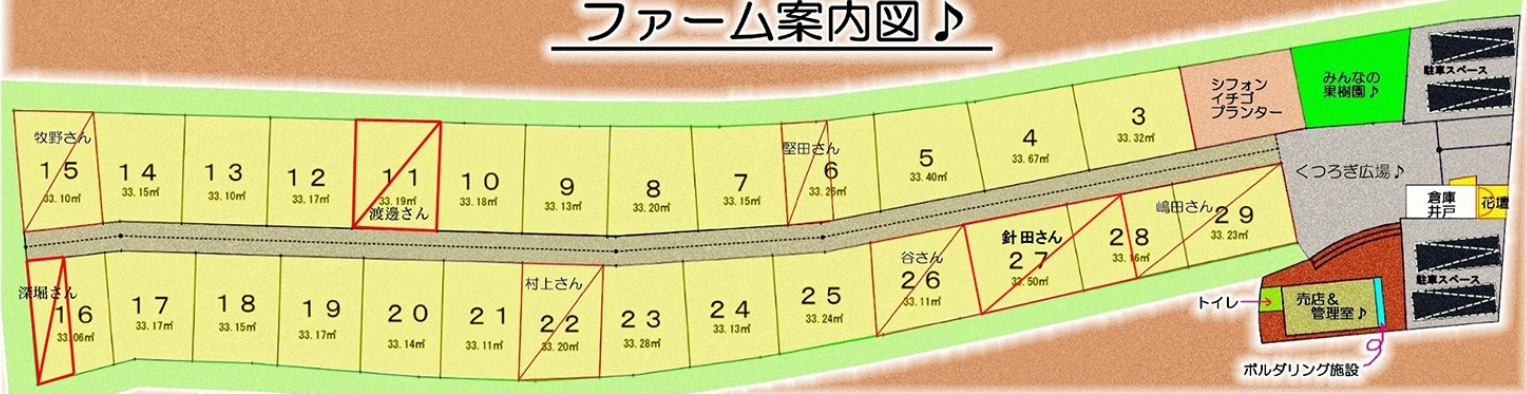 ファーム案内図♪
牧野さん
15
33.10㎡
14
33.15㎡
13
33.10㎡
12
33.17㎡
11
33.19㎡
渡邊さん
10
33.18㎡
9
33.13㎡
8
33.20㎡
7
33.15㎡
堅田さん
6
33.26㎡
5
33.40㎡
4
33.67㎡
3
33.32㎡
シフォン
イチゴ
プランター
みんなの
果樹園♪
駐車スペース
くつろぎ広場♪
倉庫
井戸
花壇
深堀さん
16
33.06㎡
17
33.17㎡
18
33.15㎡
19
33.17㎡
20
33.14㎡
21
33.11㎡
村上さん
22
33.20㎡
23
33.28㎡
24
33.13㎡
25
33.24㎡
谷さん
26
33.11㎡
針田さん
27
33.50㎡
28
33.16㎡
嶋田さん
29
33.23㎡
トイレ
売店&
管理室♪
駐車スペース
ボルダリング施設